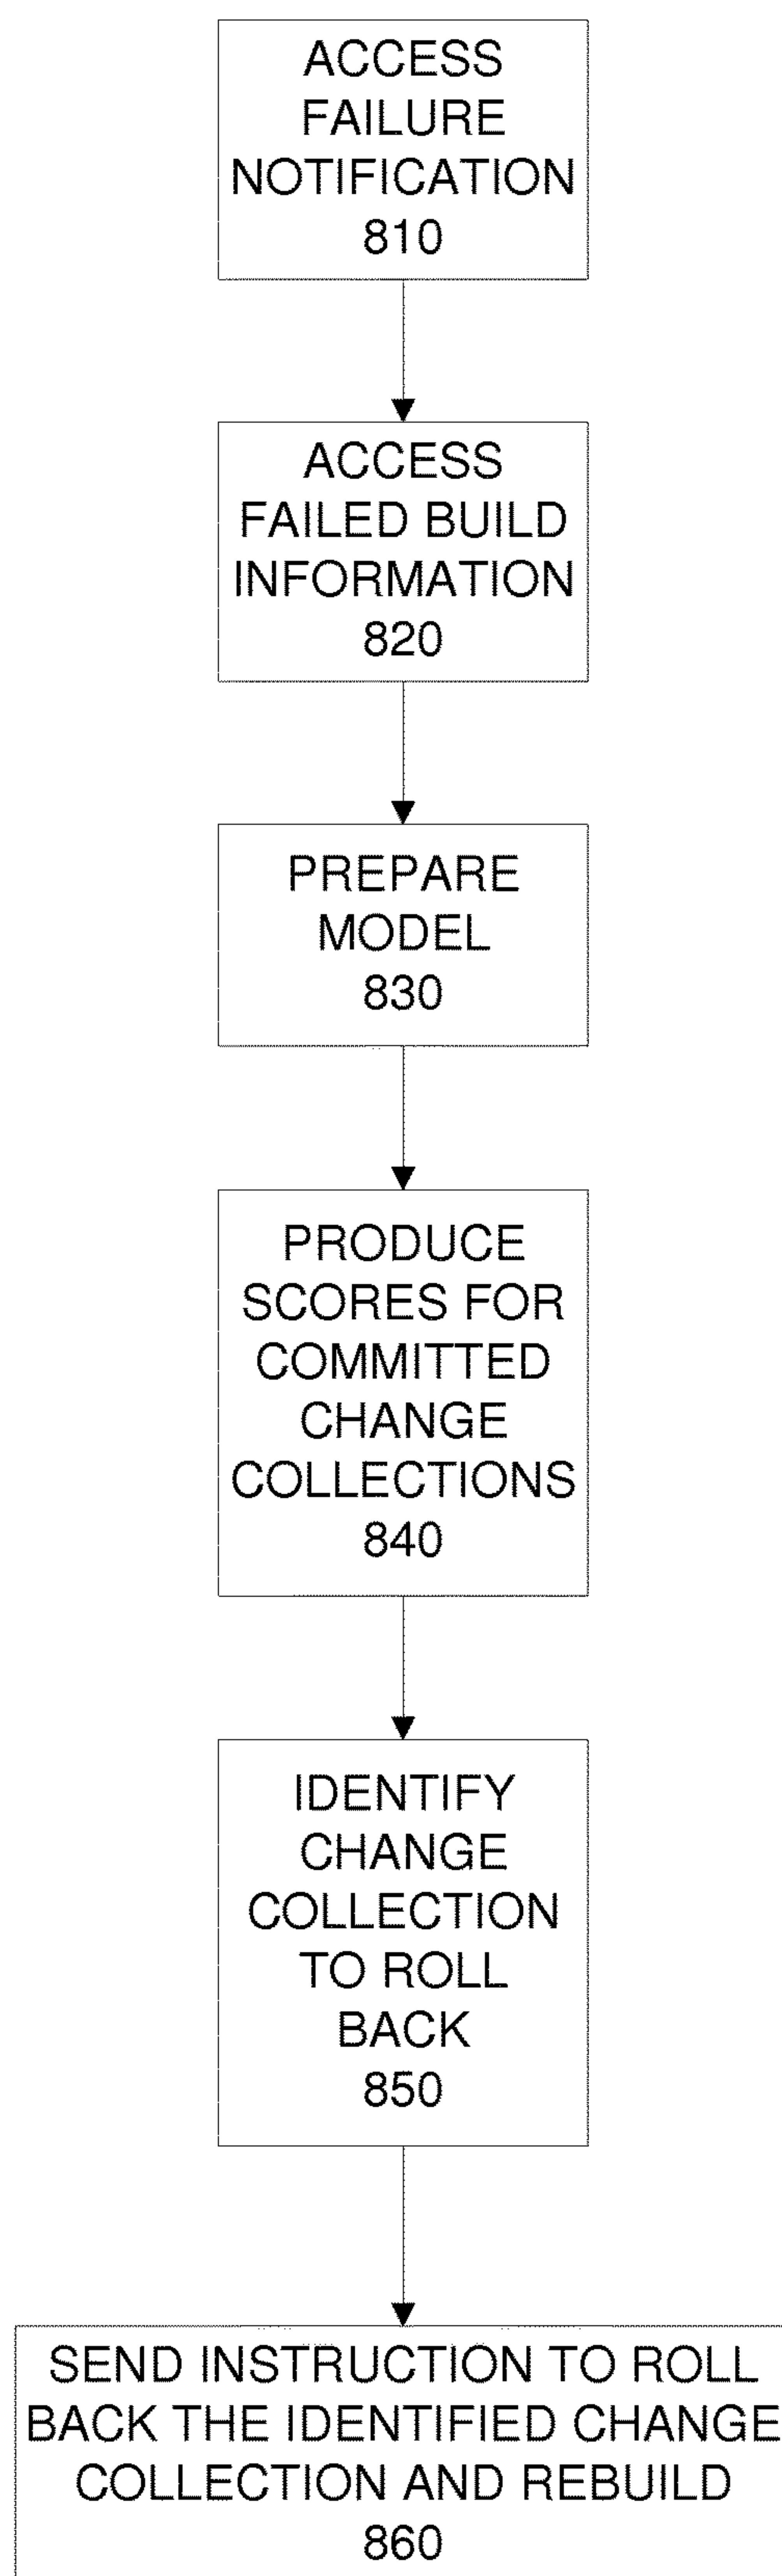 ACCESS
FAILURE
NOTIFICATION
810
ACCESS
FAILED BUILD
INFORMATION
820
PREPARE
MODEL
830
PRODUCE
SCORES FOR
COMMITTED
CHANGE
COLLECTIONS
840
IDENTIFY
CHANGE
COLLECTION
TO ROLL
BACK
850
SEND INSTRUCTION TO ROLL
BACK THE IDENTIFIED CHANGE
COLLECTION AND REBUILD
860